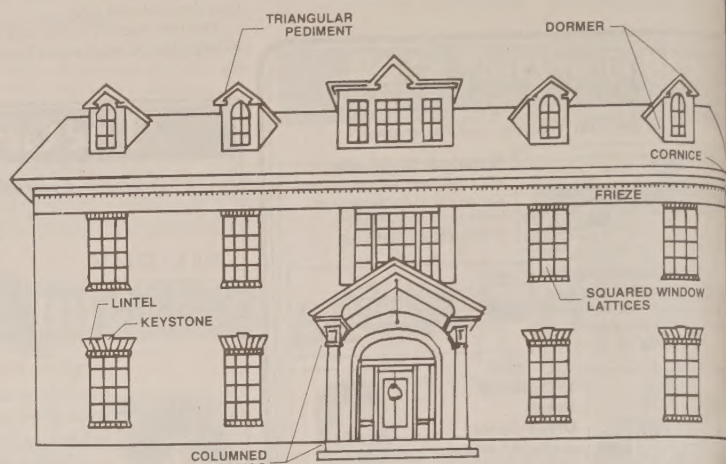 TRIANGULAR
PEDIMENT
DORMER
CORNICE
FRIEZE
SQUARED WINDOW
LATTICES
LINTEL
KEYSTONE
COLUMNED